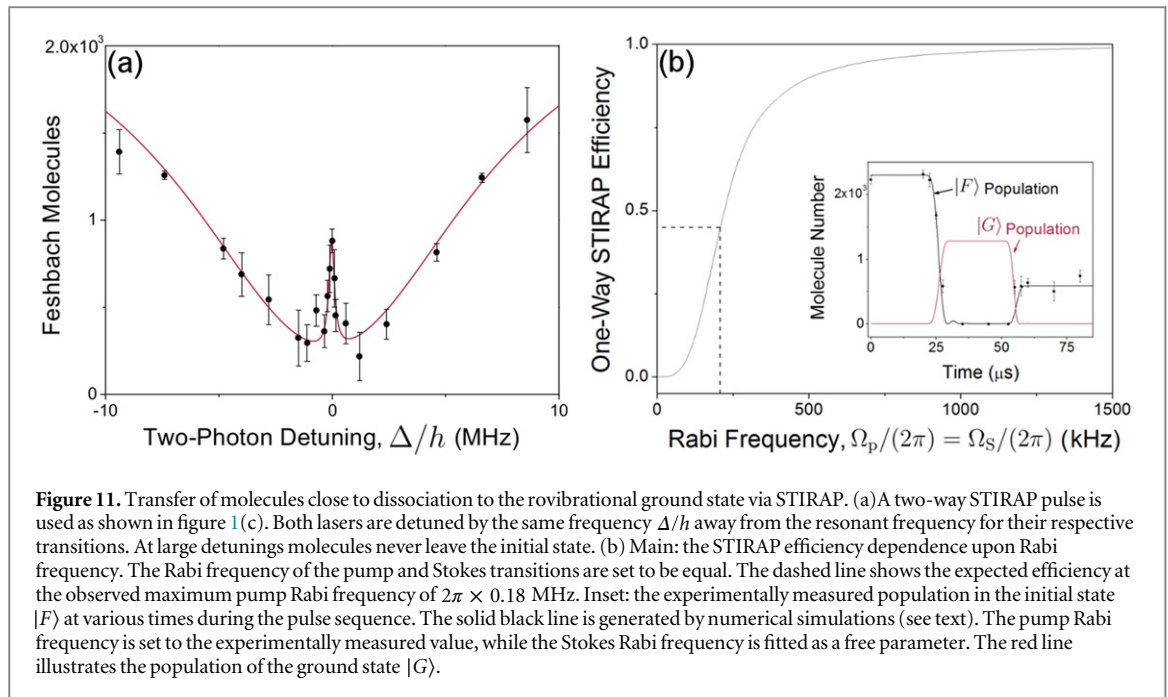 2.0x10³
(a)
Feshbach Molecules
1
0
-10
0
10
Two-Photon Detuning, Δ/h (MHz)
1.0
(b)
One-Way STIRAP Efficiency
0.5
0.0
0
500
1000
1500
Rabi Frequency, Ωp/(2π) = ΩS/(2π) (kHz)
Molecule Number
2x10³
1
0
|F⟩ Population
|G⟩ Population
0
25
50
75
Time (μs)
Figure 11. Transfer of molecules close to dissociation to the rovibrational ground state via STIRAP. (a)A two-way STIRAP pulse is
used as shown in figure 1(c). Both lasers are detuned by the same frequency Δ/h away from the resonant frequency for their respective
transitions. At large detunings molecules never leave the initial state. (b) Main: the STIRAP efficiency dependence upon Rabi
frequency. The Rabi frequency of the pump and Stokes transitions are set to be equal. The dashed line shows the expected efficiency at
the observed maximum pump Rabi frequency of 2π × 0.18 MHz. Inset: the experimentally measured population in the initial state
|F⟩ at various times during the pulse sequence. The solid black line is generated by numerical simulations (see text). The pump Rabi
frequency is set to the experimentally measured value, while the Stokes Rabi frequency is fitted as a free parameter. The red line
illustrates the population of the ground state |G⟩.